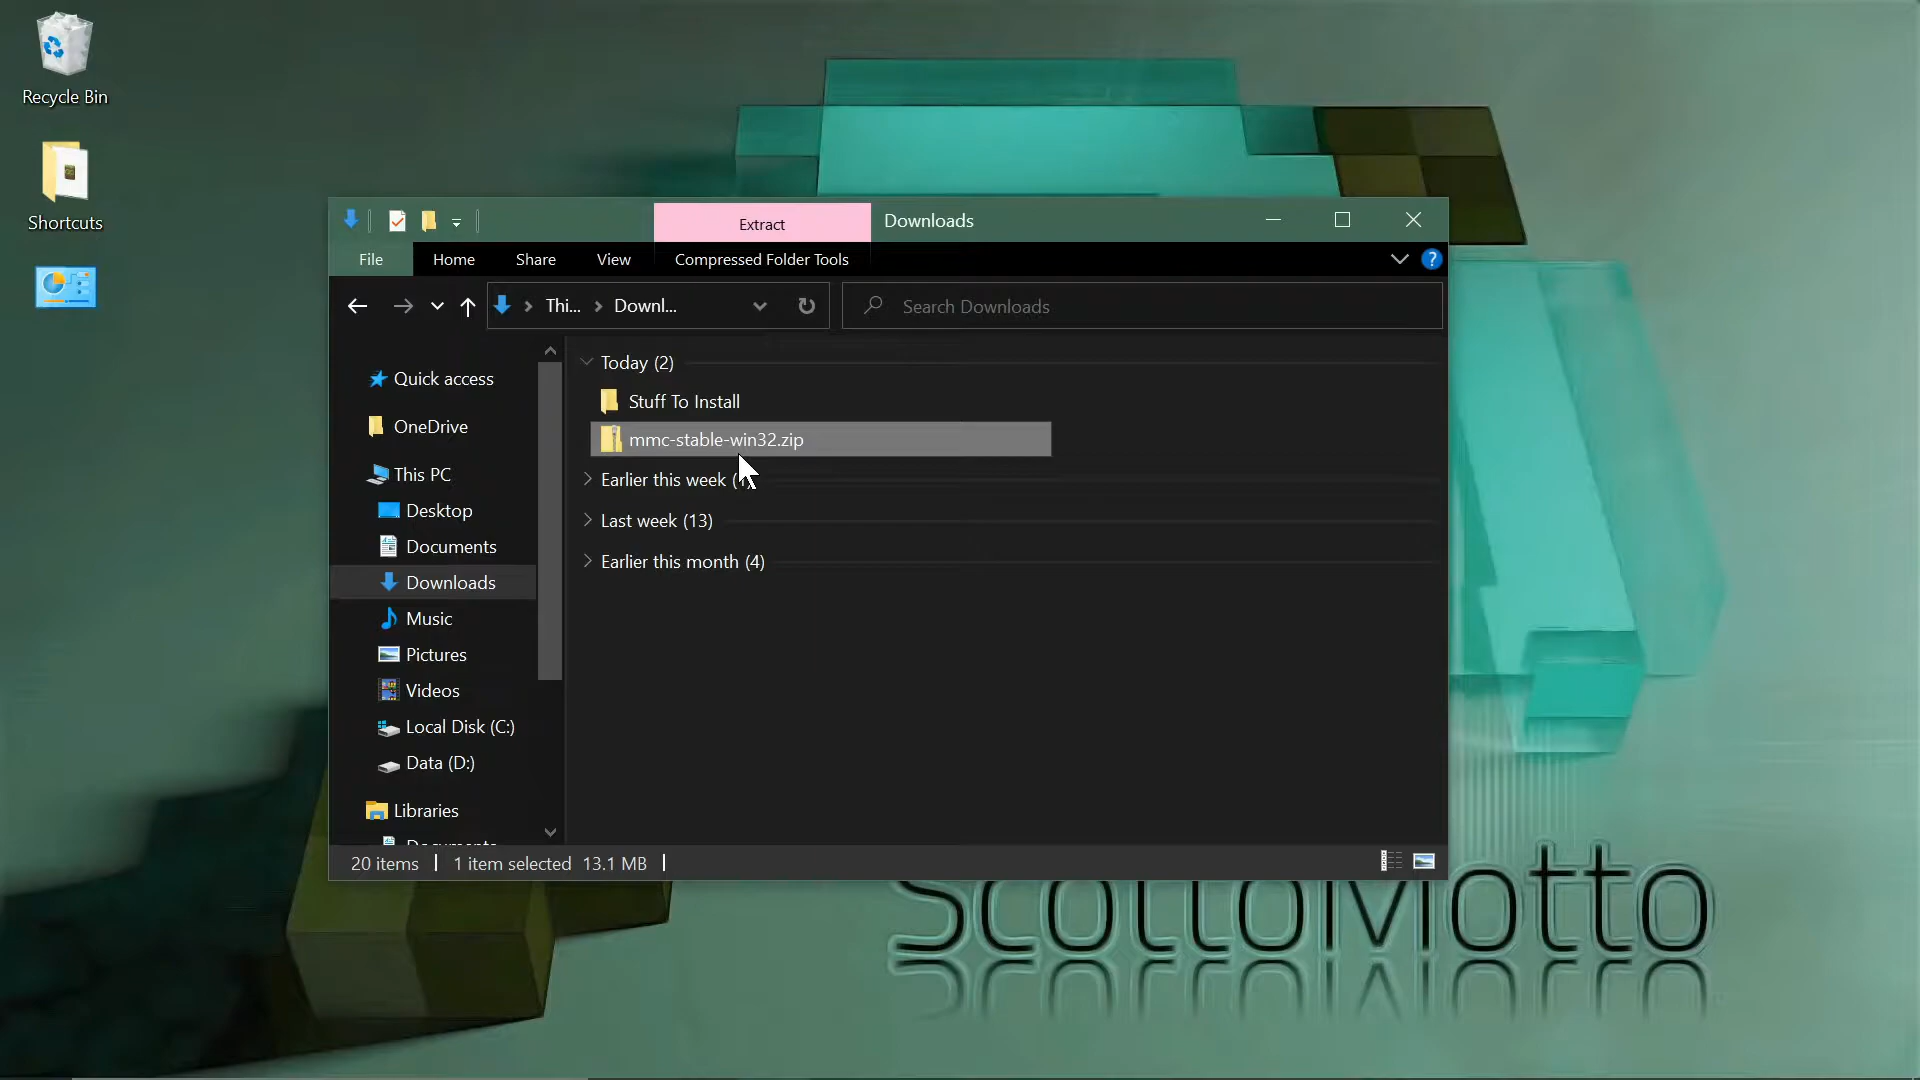 Recycle Bin
Shortcuts
Extract
Downloads
File
Home
Share
View
Compressed Folder Tools
Thi...
Downl...
Search Downloads
Quick access
OneDrive
This PC
Desktop
Documents
Downloads
Music
Pictures
Videos
Local Disk (C:)
Data (D:)
Libraries
Today (2)
Stuff To Install
mmc-stable-win32.zip
Earlier this week
Last week (13)
Earlier this month (4)
20 items
1 item selected 13.1 MB
ScottoMotto